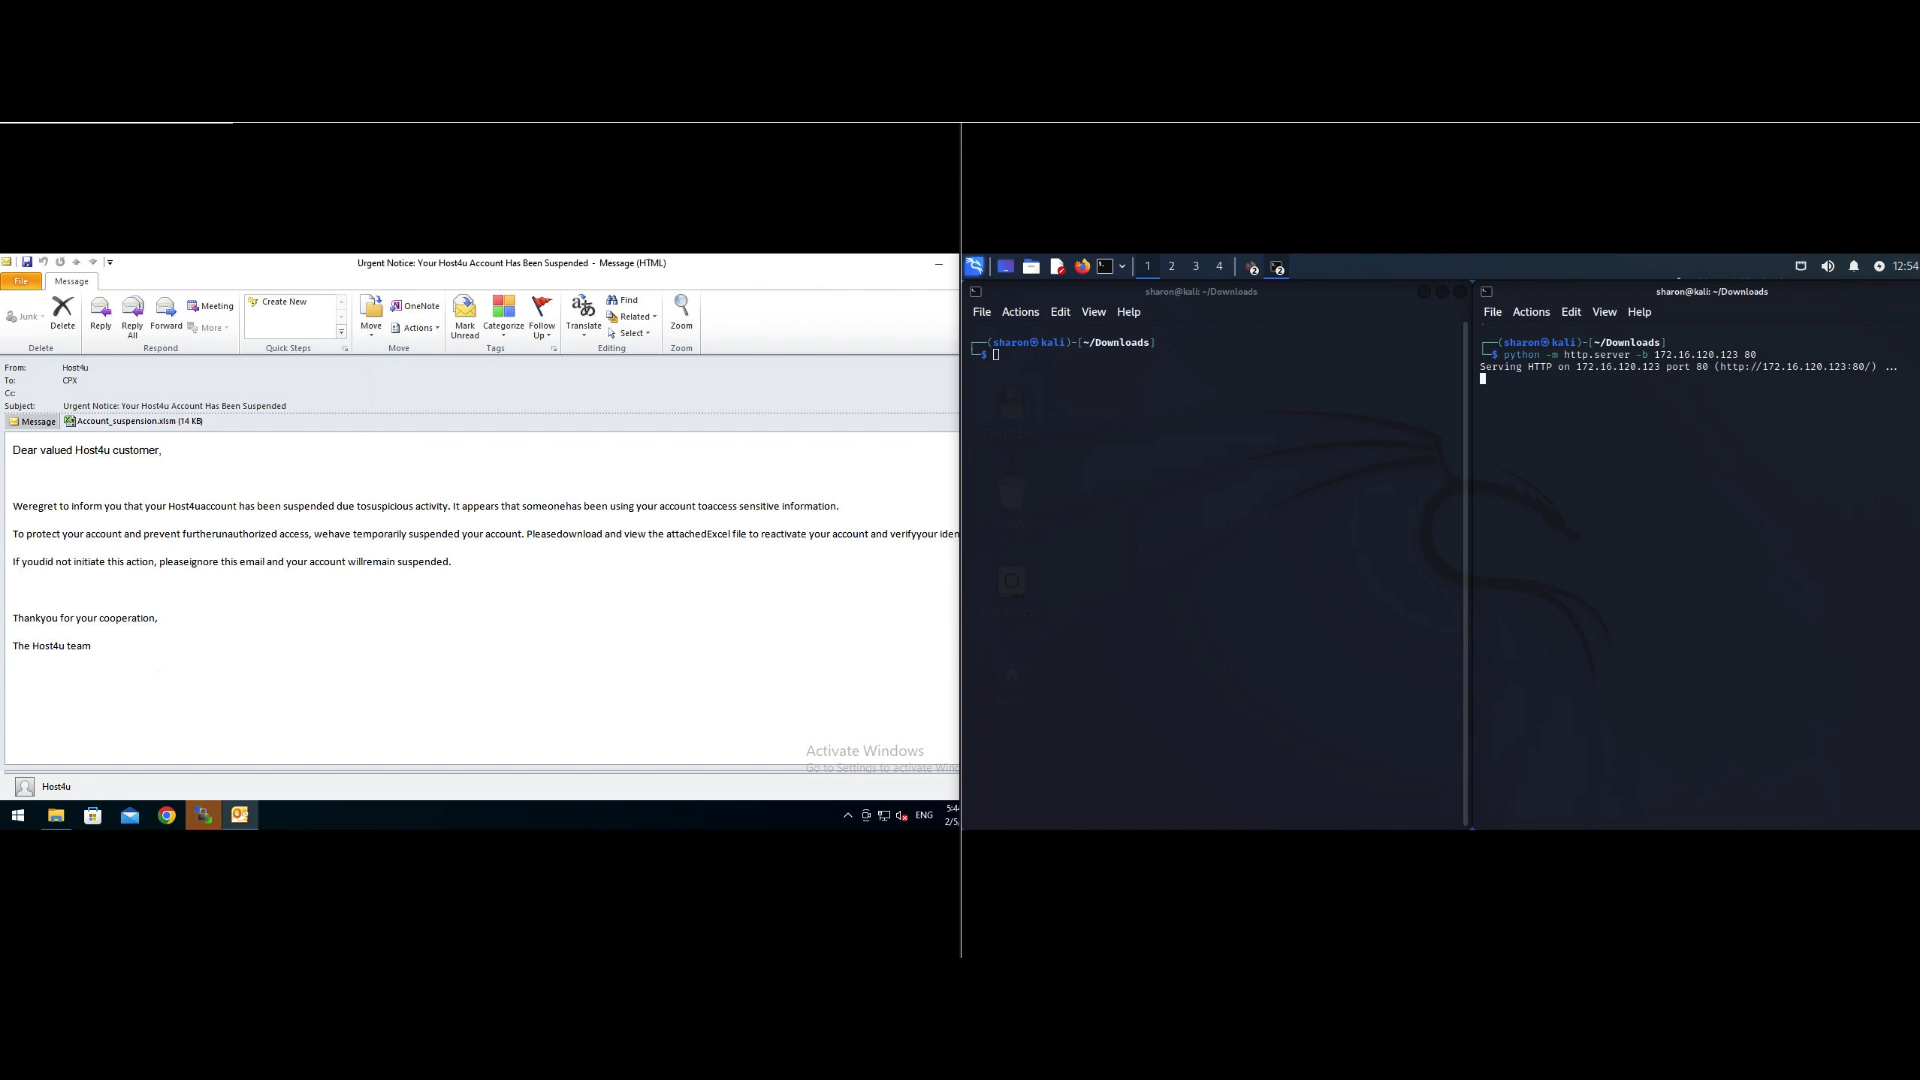 Urgent Notice: Your Host4u Account Has Been Suspended - Message (HTML)
File
Message
Junk
Delete
Reply
Reply All
Forward
Meeting
More
Create New
Move
OneNote
Actions
Mark Unread
Categorize
Follow Up
Translate
Find
Related
Select
Zoom
Delete
Respond
Quick Steps
Move
Tags
Editing
Zoom
From: Host4u
To: CPX
Cc:
Subject: Urgent Notice: Your Host4u Account Has Been Suspended
Message
Account_suspension.xlsm (14 KB)
Dear valued Host4u customer,
Weregret to inform you that your Host4uaccount has been suspended due tosuspicious activity. It appears that someonehas been using your account toaccess sensitive information.
To protect your account and prevent furtherunauthorized access, wehave temporarily suspended your account. Pleasedownload and view the attachedExcel file to reactivate your account and verifyyour iden
If youdid not initiate this action, pleaseignore this email and your account willremain suspended.
Thankyou for your cooperation,
The Host4u team
Activate Windows
Go to Settings to activate Wind
Host4u
ENG
5:44
2/5/
1 2 3 4
12:54
sharon@kali: ~/Downloads
File Actions Edit View Help
┌──(sharon㉿kali)-[~/Downloads]
└─$
sharon@kali: ~/Downloads
File Actions Edit View Help
┌──(sharon㉿kali)-[~/Downloads]
└─$ python -m http.server -b 172.16.120.123 80
Serving HTTP on 172.16.120.123 port 80 (http://172.16.120.123:80/) ...